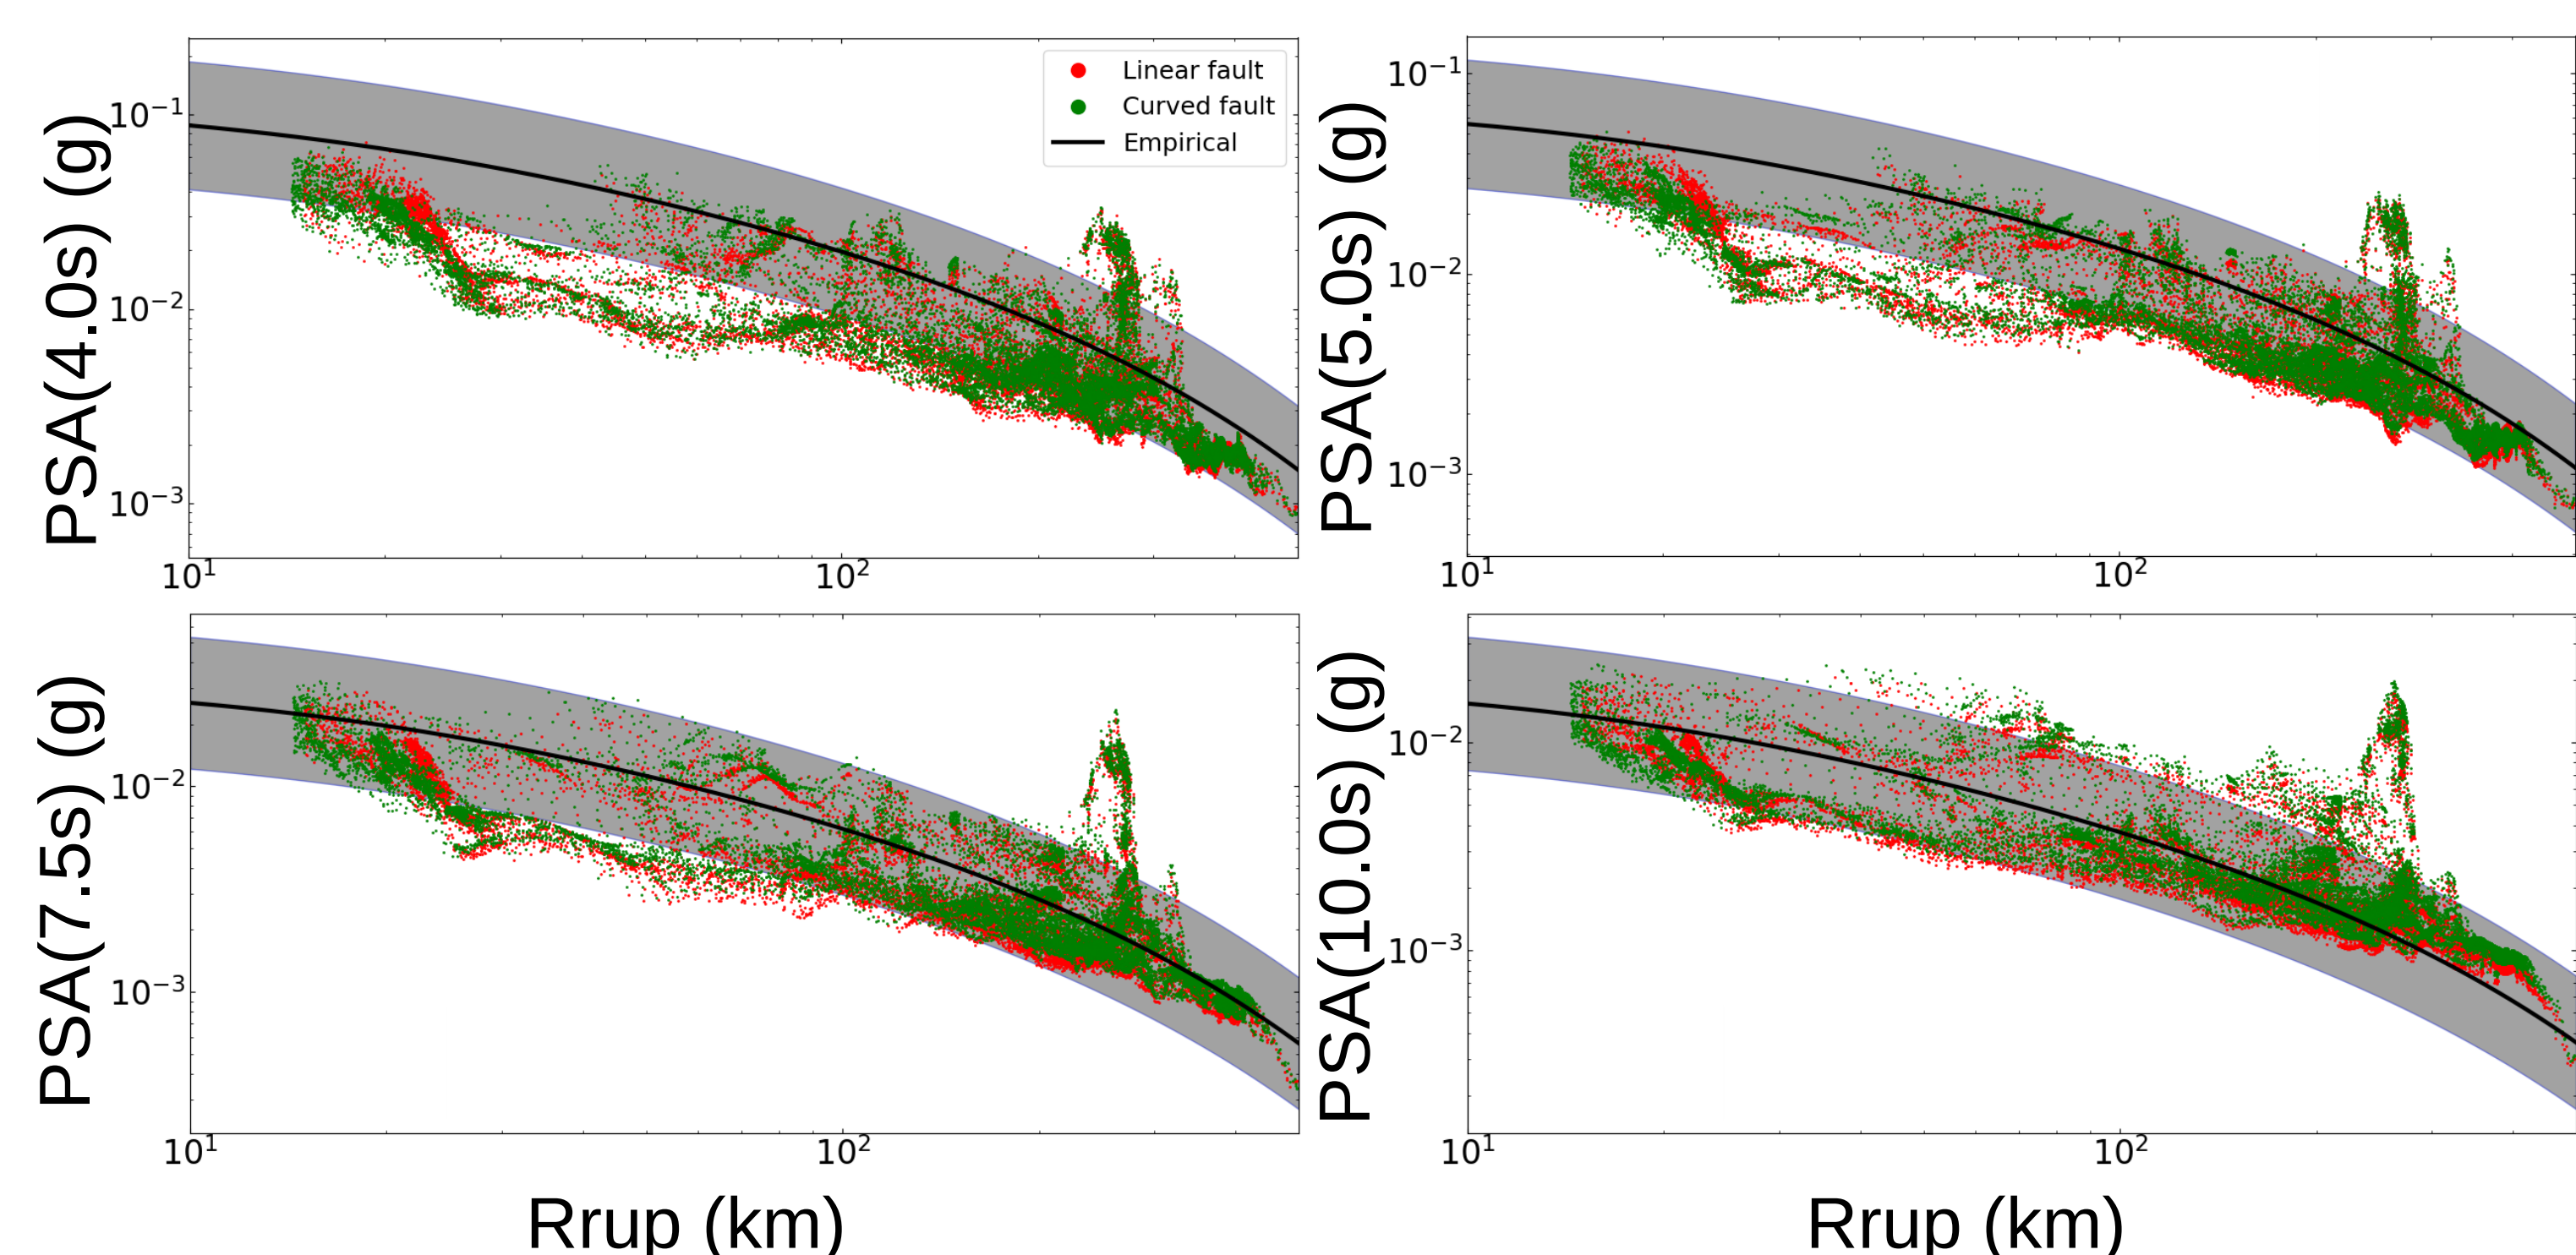 PSA(4.0s) (g)
10⁻¹
10⁻²
10⁻³
10¹
10²
Linear fault
Curved fault
Empirical
PSA(5.0s) (g)
10⁻¹
10⁻²
10⁻³
10¹
10²
PSA(7.5s) (g)
10⁻²
10⁻³
10¹
10²
Rrup (km)
PSA(10.0s) (g)
10⁻²
10⁻³
10¹
10²
Rrup (km)